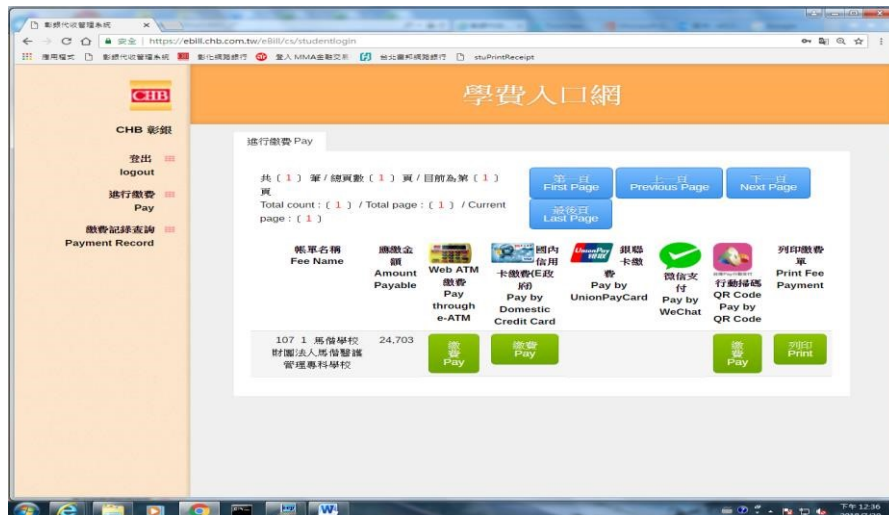 彰銀代收管理系統
安全 | https://ebill.chb.com.tw/eBill/cs/studentlogin
應用程式 彰銀代收管理系統 彰化網路銀行 登入 MMA金融交易 台北富邦網路銀行 stuPrintReceipt
CHB
學費入口網
CHB 彰銀
登出
logout
進行繳費
Pay
繳費記錄查詢
Payment Record
進行繳費 Pay
共 ( 1 ) 筆 / 總頁數 ( 1 ) 頁 / 目前為第 ( 1 )
頁
Total count : ( 1 ) / Total page : ( 1 ) / Current
page : ( 1 )
第一頁
First Page
上一頁
Previous Page
下一頁
Next Page
最後頁
Last Page
帳單名稱
Fee Name
應繳金
額
Amount
Payable
Web ATM
繳費
Pay
through
e-ATM
國內
信用
卡繳費(E政
府)
Pay by
Domestic
Credit Card
UnionPay
銀聯
卡繳
費
Pay by
UnionPayCard
微信支
付
Pay by
WeChat
行動掃碼
QR Code
Pay by
QR Code
列印繳費
單
Print Fee
Payment
107 1 馬偕學校
財團法人馬偕醫護
管理專科學校
24,703
繳
費
Pay
繳費
Pay
繳
費
Pay
列印
Print
下午 12:36